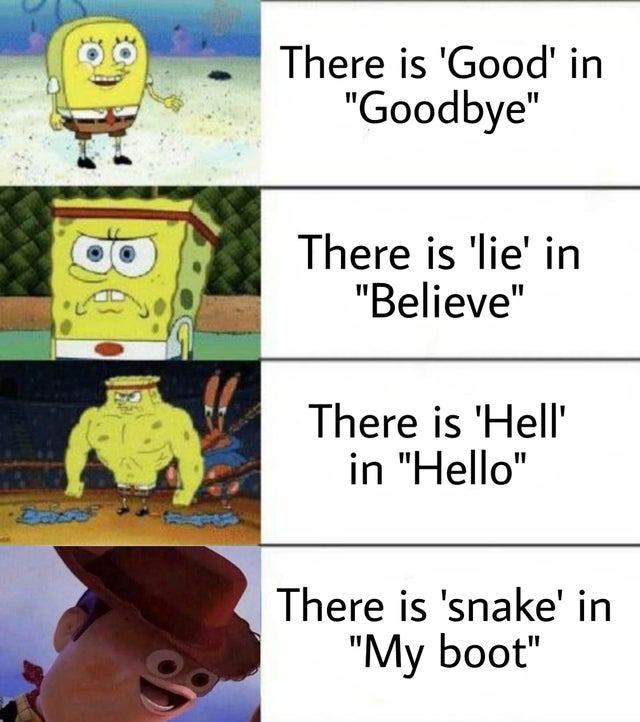 There is 'Good' in
"Goodbye"
There is 'lie' in
"Believe"
There is 'Hell'
in "Hello"
There is 'snake' in
"My boot"